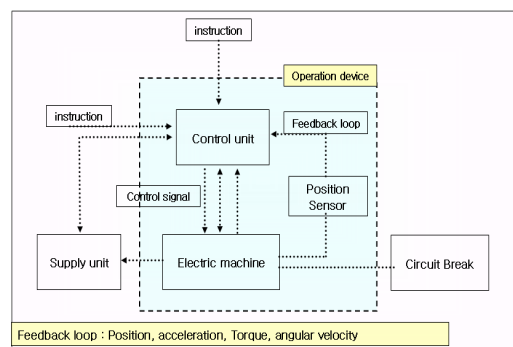 instruction
Operation device
instruction
Feedback loop
Control unit
Control signal
Position
Sensor
Supply unit
Electric machine
Circuit Break
Feedback loop : Position, acceleration, Torque, angular velocity